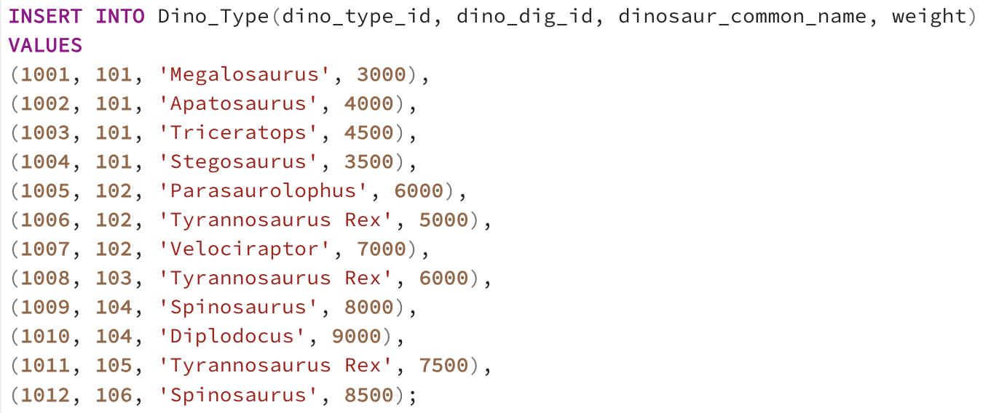 INSERT INTO Dino_Type(dino_type_id, dino_dig_id, dinosaur_common_name, weight)
VALUES
(1001, 101, 'Megalosaurus', 3000),
(1002, 101, 'Apatosaurus', 4000),
(1003, 101, 'Triceratops', 4500),
(1004, 101, 'Stegosaurus', 3500),
(1005, 102, 'Parasaurolophus', 6000),
(1006, 102, 'Tyrannosaurus Rex', 5000),
(1007, 102, 'Velociraptor', 7000),
(1008, 103, 'Tyrannosaurus Rex', 6000),
(1009, 104, 'Spinosaurus', 8000),
(1010, 104, 'Diplodocus', 9000),
(1011, 105, 'Tyrannosaurus Rex', 7500),
(1012, 106, 'Spinosaurus', 8500);